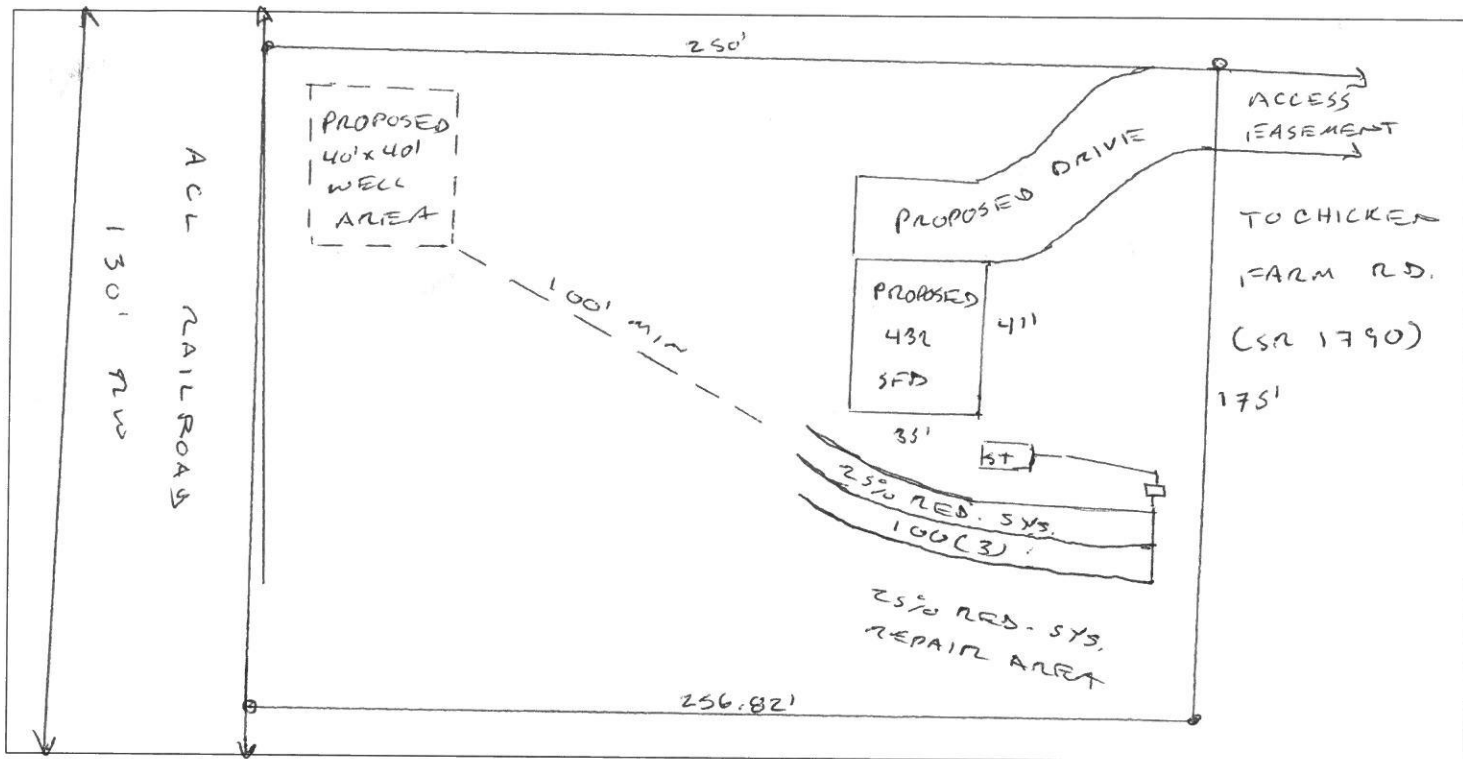 250'
ACCESS
EASEMENT
PROPOSED
40'x40'
WELL
AREA
PROPOSED DRIVE
ACL RAILROAD
130' RW
TO CHICKEN
FARM RD.
(SR 1790)
175'
100' MIN
PROPOSED
SFD
41'
35'
ST
25% RED. SYS.
100(3)
25% RED. SYS.
REPAIR AREA
256.82'